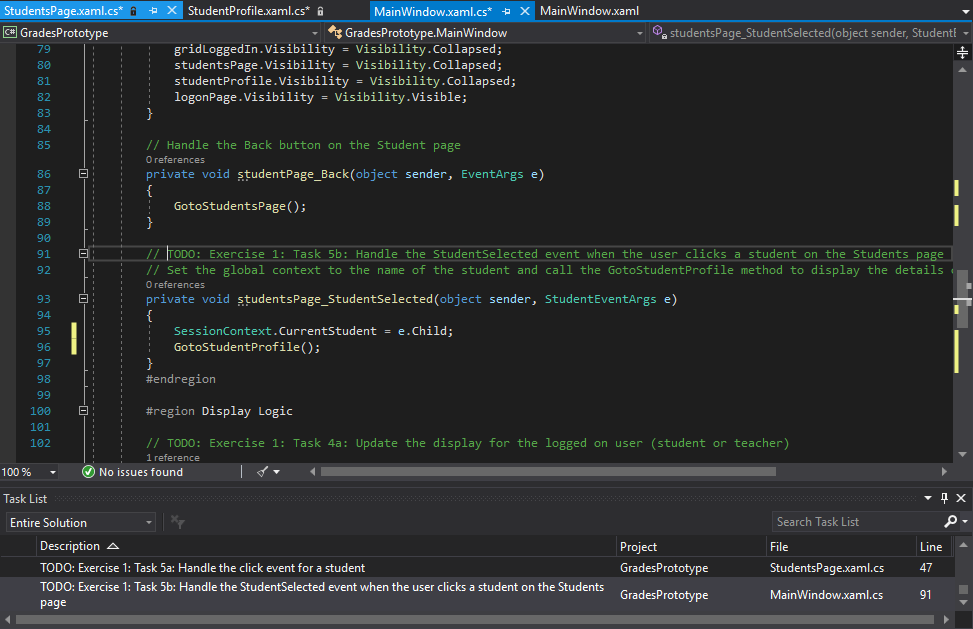 StudentsPage.xaml.cs* StudentProfile.xaml.cs* MainWindow.xaml.cs* MainWindow.xaml
C# GradesPrototype GradesPrototype.MainWindow studentsPage_StudentSelected(object sender, StudentE
79 gridLoggedIn.Visibility = Visibility.Collapsed;
80 studentsPage.Visibility = Visibility.Collapsed;
81 studentProfile.Visibility = Visibility.Collapsed;
82 logonPage.Visibility = Visibility.Visible;
83 }
84
85 // Handle the Back button on the Student page
0 references
86 private void studentPage_Back(object sender, EventArgs e)
87 {
88 GotoStudentsPage();
89 }
90
91 // TODO: Exercise 1: Task 5b: Handle the StudentSelected event when the user clicks a student on the Students page
92 // Set the global context to the name of the student and call the GotoStudentProfile method to display the details
0 references
93 private void studentsPage_StudentSelected(object sender, StudentEventArgs e)
94 {
95 SessionContext.CurrentStudent = e.Child;
96 GotoStudentProfile();
97 }
98 #endregion
99
100 #region Display Logic
101
102 // TODO: Exercise 1: Task 4a: Update the display for the logged on user (student or teacher)
1 reference
100 % No issues found
Task List
Entire Solution Search Task List
Description Project File Line
TODO: Exercise 1: Task 5a: Handle the click event for a student GradesPrototype StudentsPage.xaml.cs 47
TODO: Exercise 1: Task 5b: Handle the StudentSelected event when the user clicks a student on the Students
page GradesPrototype MainWindow.xaml.cs 91